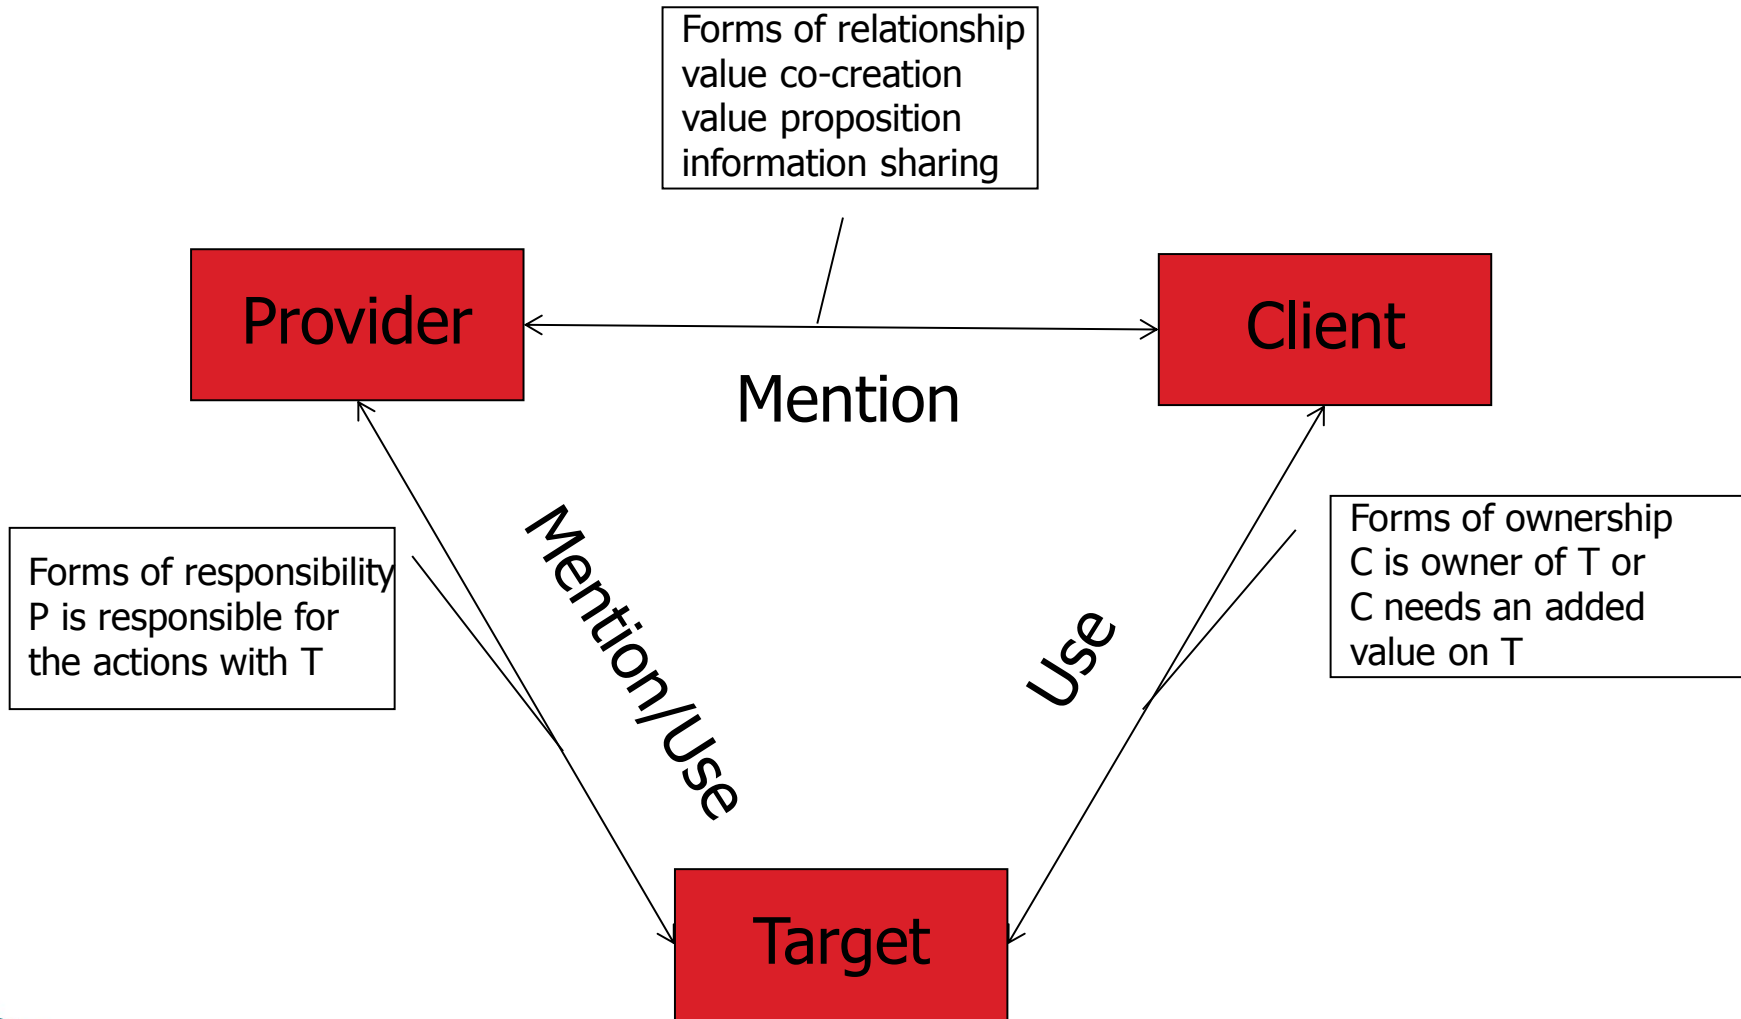 Forms of relationship
value co-creation
value proposition
information sharing
Provider
Client
Mention
Forms of responsibility
P is responsible for
the actions with T
Mention/Use
Use
Forms of ownership
C is owner of T or
C needs an added
value on T
Target